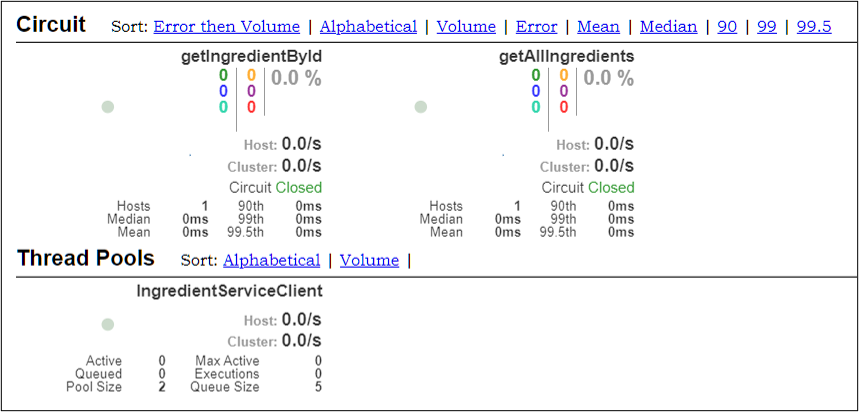 Circuit Sort: Error then Volume | Alphabetical | Volume | Error | Mean | Median | 90 | 99 | 99.5
getIngredientById
0 0 0.0 %
0 0
0 0
Host: 0.0/s
Cluster: 0.0/s
Circuit Closed
Hosts 1 90th 0ms
Median 0ms 99th 0ms
Mean 0ms 99.5th 0ms
getAllIngredients
0 0 0.0 %
0 0
0 0
Host: 0.0/s
Cluster: 0.0/s
Circuit Closed
Hosts 1 90th 0ms
Median 0ms 99th 0ms
Mean 0ms 99.5th 0ms
Thread Pools Sort: Alphabetical | Volume |
IngredientServiceClient
Host: 0.0/s
Cluster: 0.0/s
Active 0 Max Active 0
Queued 0 Executions 0
Pool Size 2 Queue Size 5